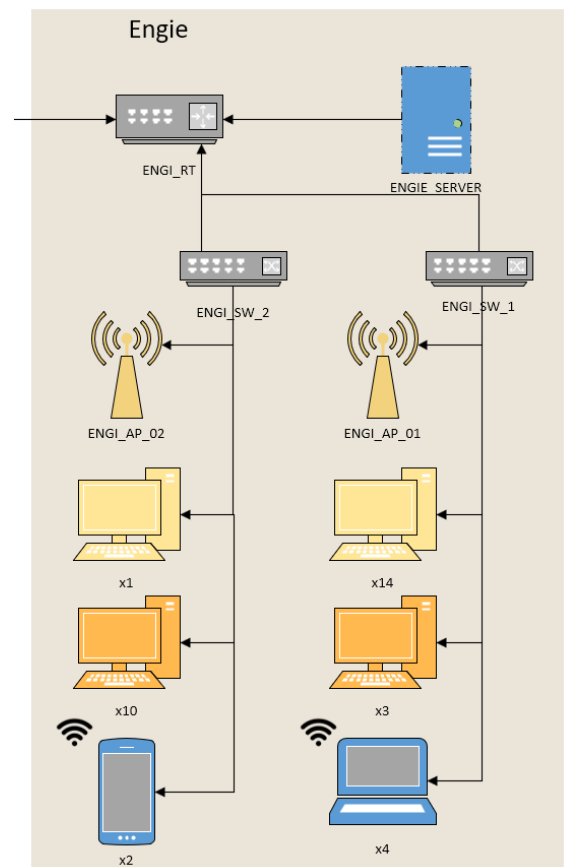 Engie
ENGI_RT
ENGIE_SERVER
ENGI_SW_2
ENGI_SW_1
ENGI_AP_02
ENGI_AP_01
x1
x14
x10
x3
x2
x4